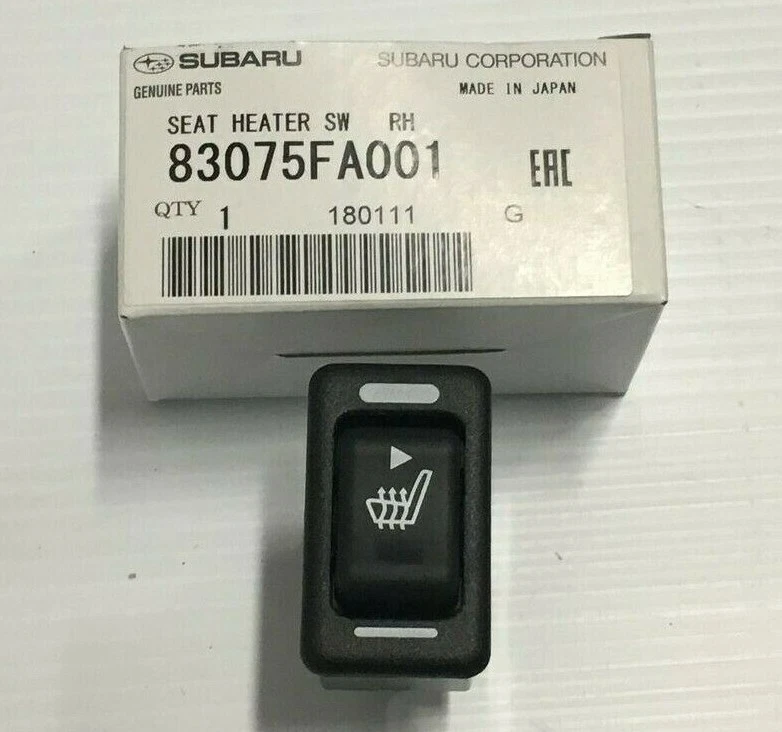 SUBARU SUBARU CORPORATION
GENUINE PARTS MADE IN JAPAN
SEAT HEATER SW RH
83075FA001 EAC
QTY 1 180111 G